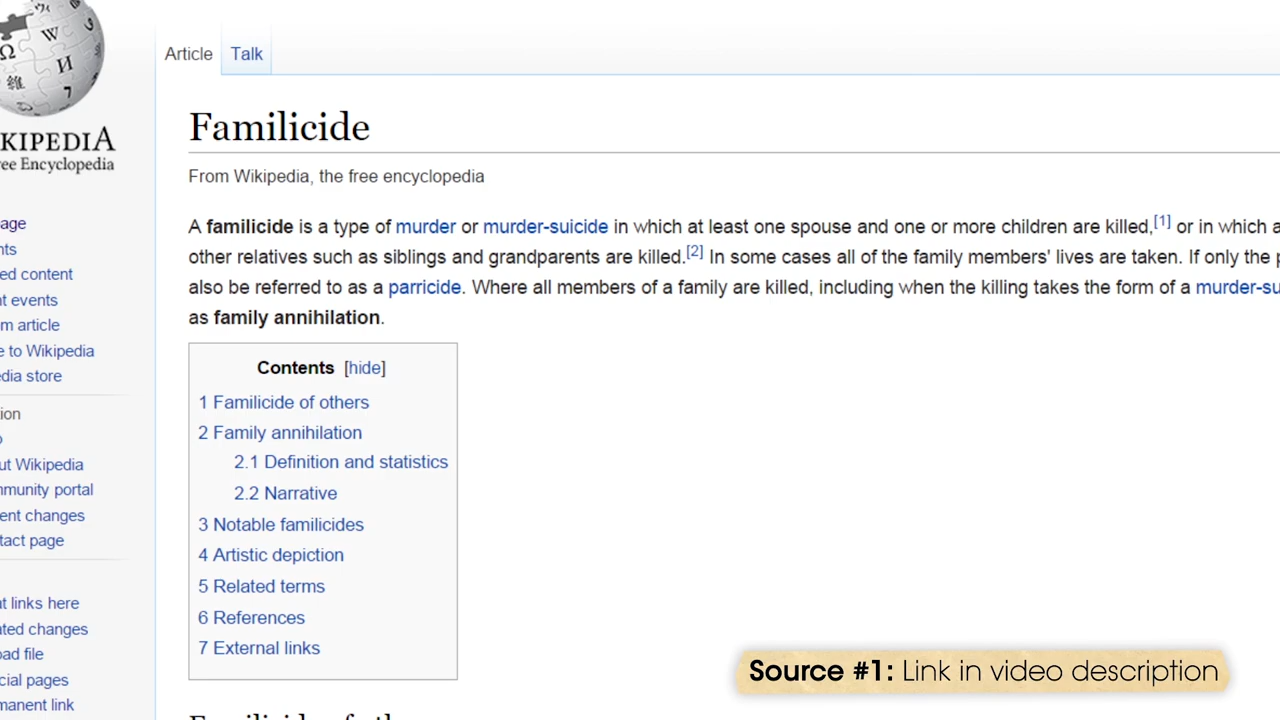 Article Talk
KIPEDIA
ree Encyclopedia
Familicide
From Wikipedia, the free encyclopedia
A familicide is a type of murder or murder-suicide in which at least one spouse and one or more children are killed,[1] or in which a
other relatives such as siblings and grandparents are killed.[2] In some cases all of the family members' lives are taken. If only the p
also be referred to as a parricide. Where all members of a family are killed, including when the killing takes the form of a murder-su
as family annihilation.
Contents [hide]
1 Familicide of others
2 Family annihilation
2.1 Definition and statistics
2.2 Narrative
3 Notable familicides
4 Artistic depiction
5 Related terms
6 References
7 External links
age
nts
ed content
nt events
m article
e to Wikipedia
edia store
ion
o
ut Wikipedia
mmunity portal
ent changes
tact page
t links here
ated changes
oad file
cial pages
manent link
Source #1: Link in video description